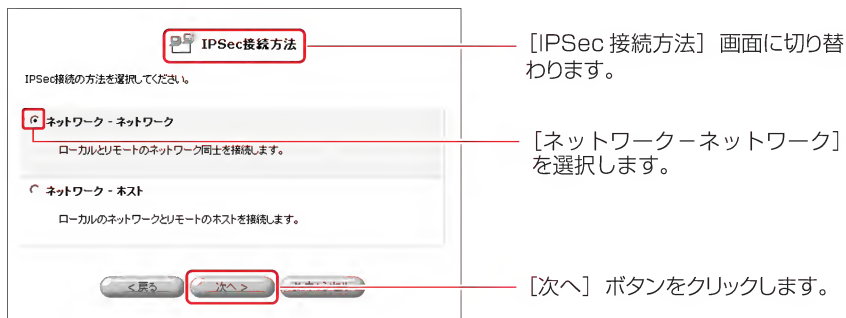 IPSec接続方法
IPSec接続の方法を選択してください。
ネットワーク - ネットワーク
ローカルとリモートのネットワーク同士を接続します。
ネットワーク - ホスト
ローカルのネットワークとリモートのホストを接続します。
< 戻る
次へ >
［IPSec 接続方法］画面に切り替
わります。
［ネットワーク－ネットワーク］
を選択します。
［次へ］ボタンをクリックします。